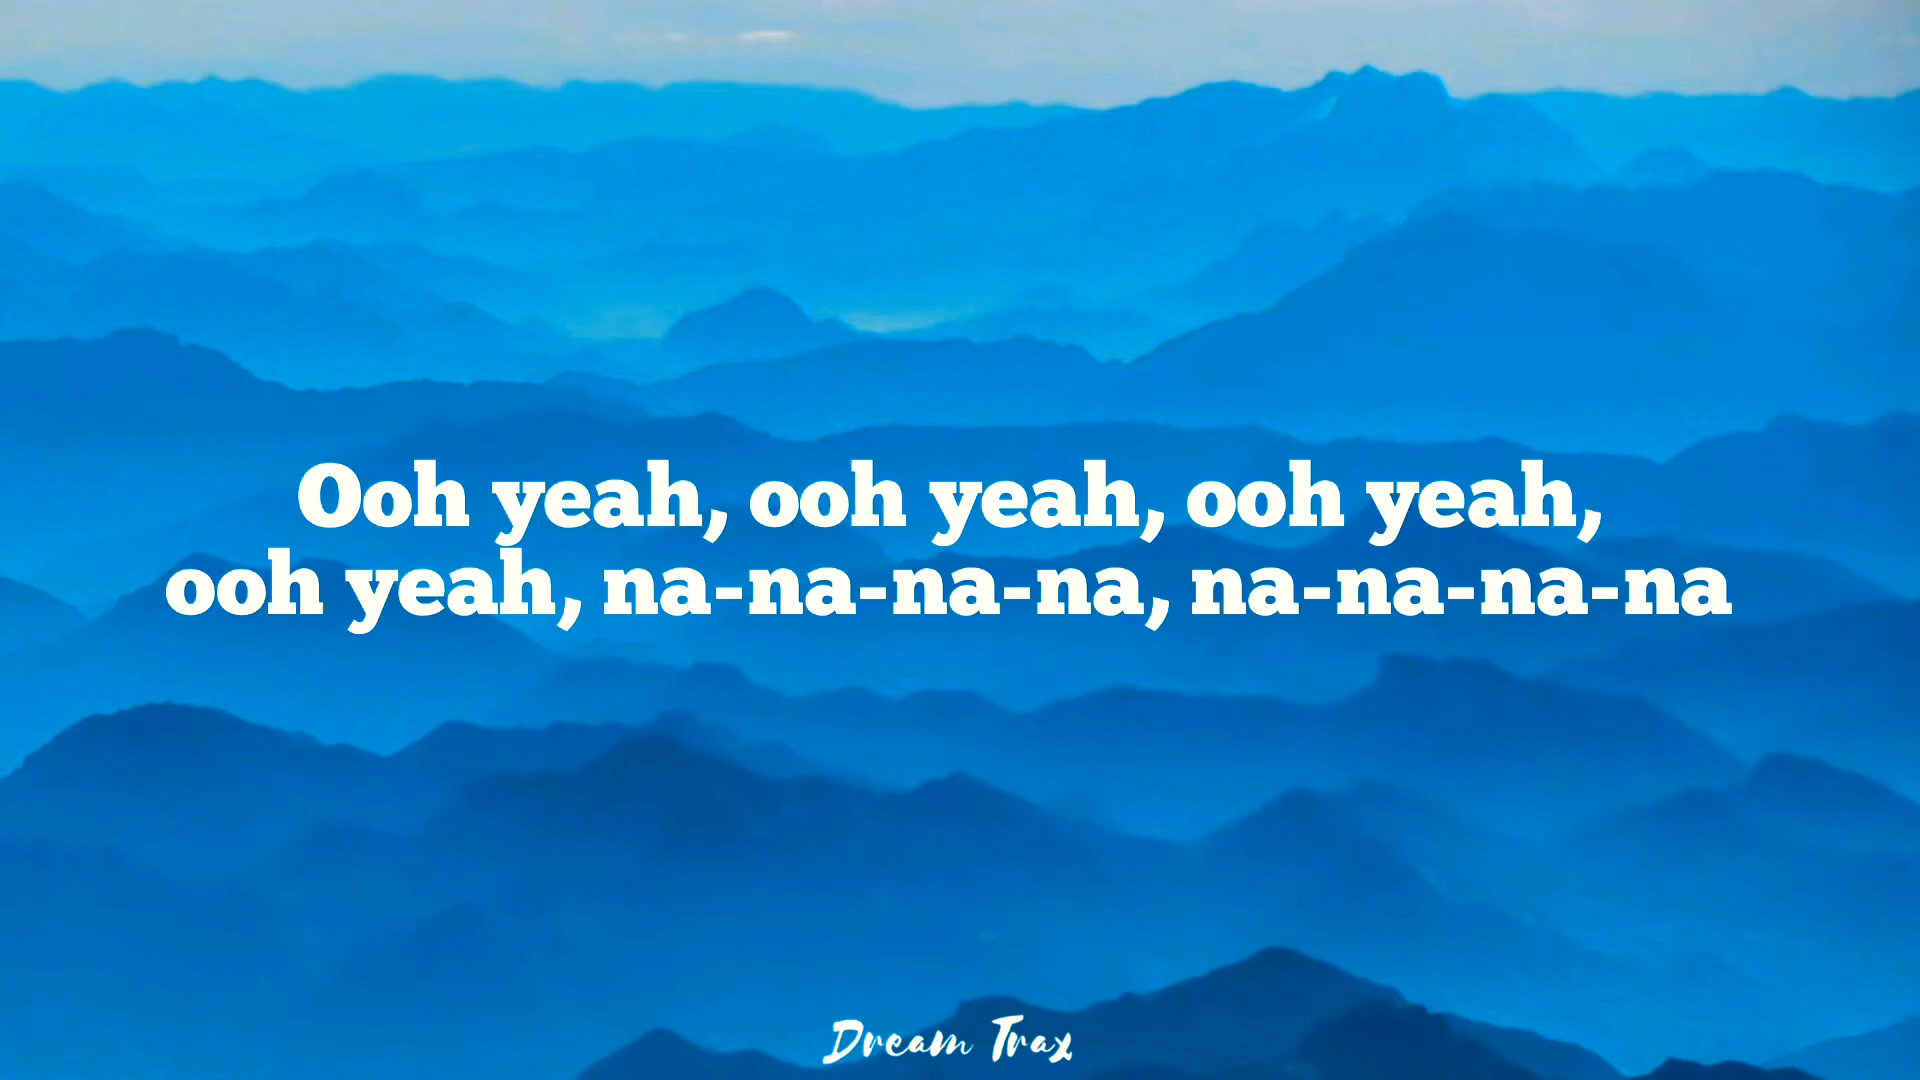 Ooh yeah, ooh yeah, ooh yeah,
ooh yeah, na-na-na-na, na-na-na-na
Dream Trax